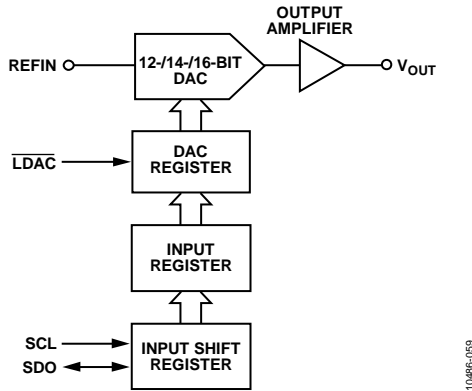 OUTPUT
AMPLIFIER
REFIN
12-/14-/16-BIT
DAC
VOUT
LDAC
DAC
REGISTER
INPUT
REGISTER
SCL
SDO
INPUT SHIFT
REGISTER
10486-059